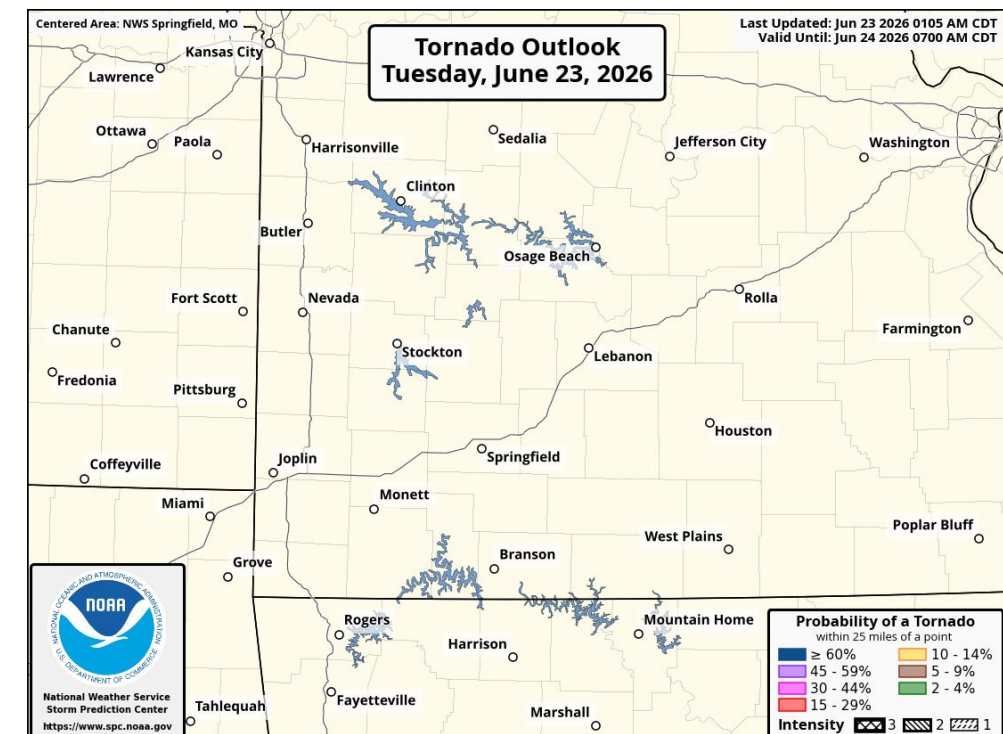 Centered Area: NWS Springfield, MO
Last Updated: Jun 23 2026 0105 AM CDT
Valid Until: Jun 24 2026 0700 AM CDT
Tornado Outlook
Tuesday, June 23, 2026
Kansas City
Lawrence
Ottawa
Paola
Harrisonville
Sedalia
Jefferson City
Washington
Clinton
Butler
Osage Beach
Fort Scott
Nevada
Rolla
Chanute
Farmington
Stockton
Lebanon
Fredonia
Pittsburg
Houston
Coffeyville
Joplin
Springfield
Miami
Monett
West Plains
Poplar Bluff
Grove
Branson
Rogers
Harrison
Mountain Home
Tahlequah
Fayetteville
Marshall
NATIONAL OCEANIC AND ATMOSPHERIC ADMINISTRATION
NOAA
U.S. DEPARTMENT OF COMMERCE
National Weather Service
Storm Prediction Center
https://www.spc.noaa.gov
Probability of a Tornado
within 25 miles of a point
≥ 60%
10 - 14%
45 - 59%
5 - 9%
30 - 44%
2 - 4%
15 - 29%
Intensity 3 2 1